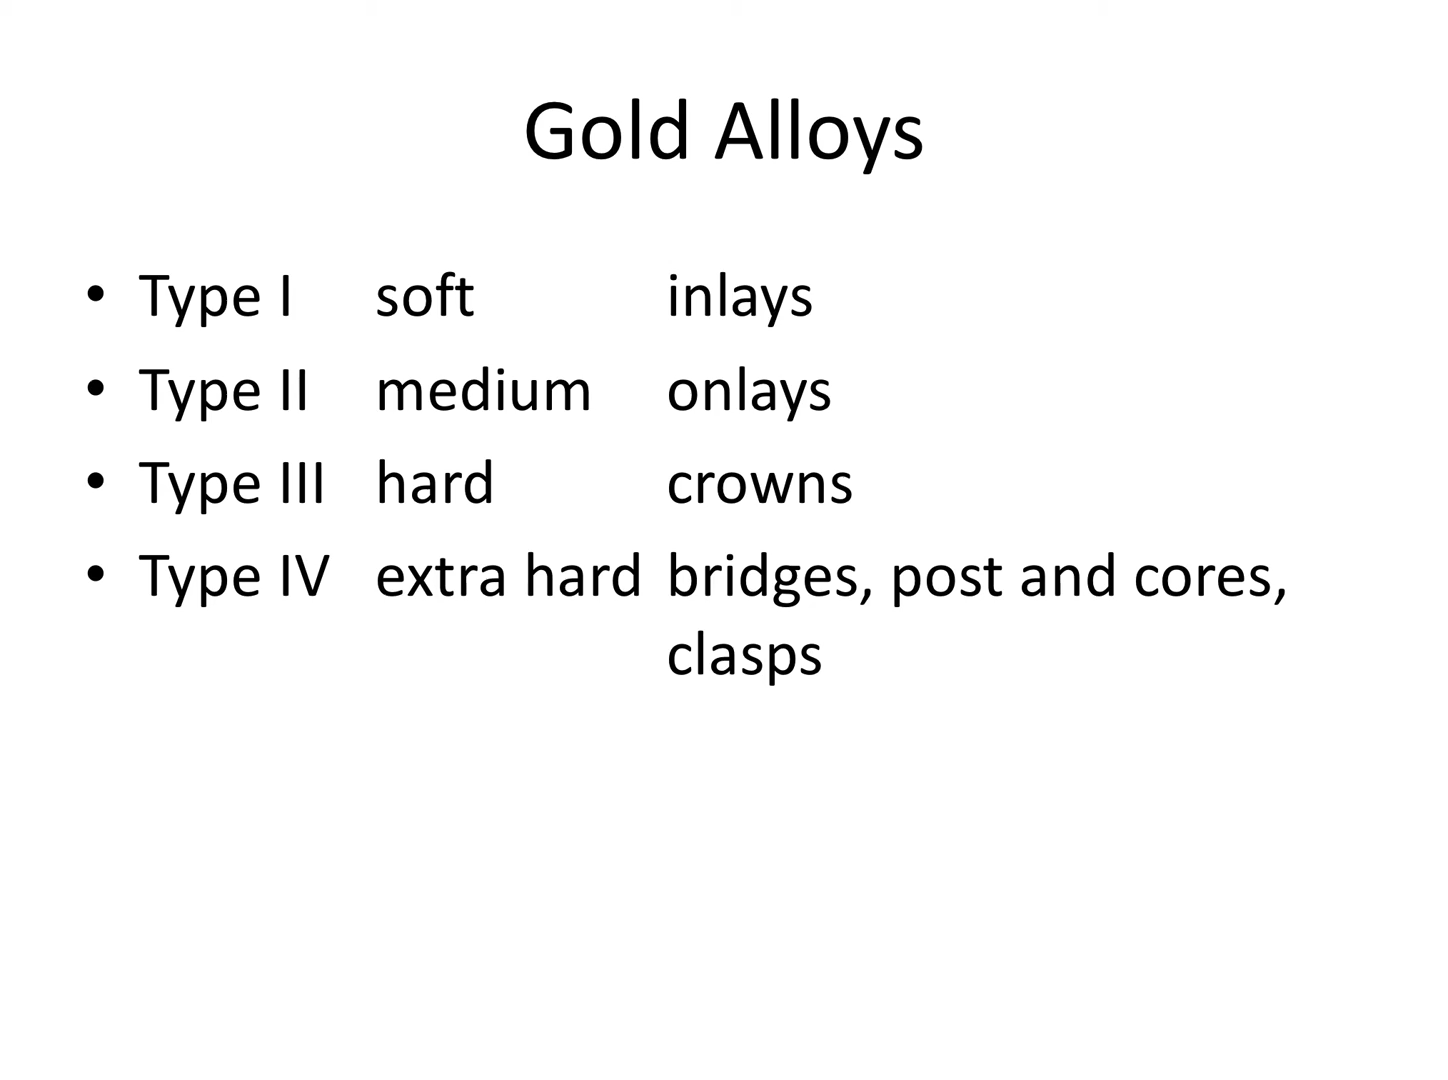 Gold Alloys
• Type I soft inlays
• Type II medium onlays
• Type III hard crowns
• Type IV extra hard bridges, post and cores,
clasps